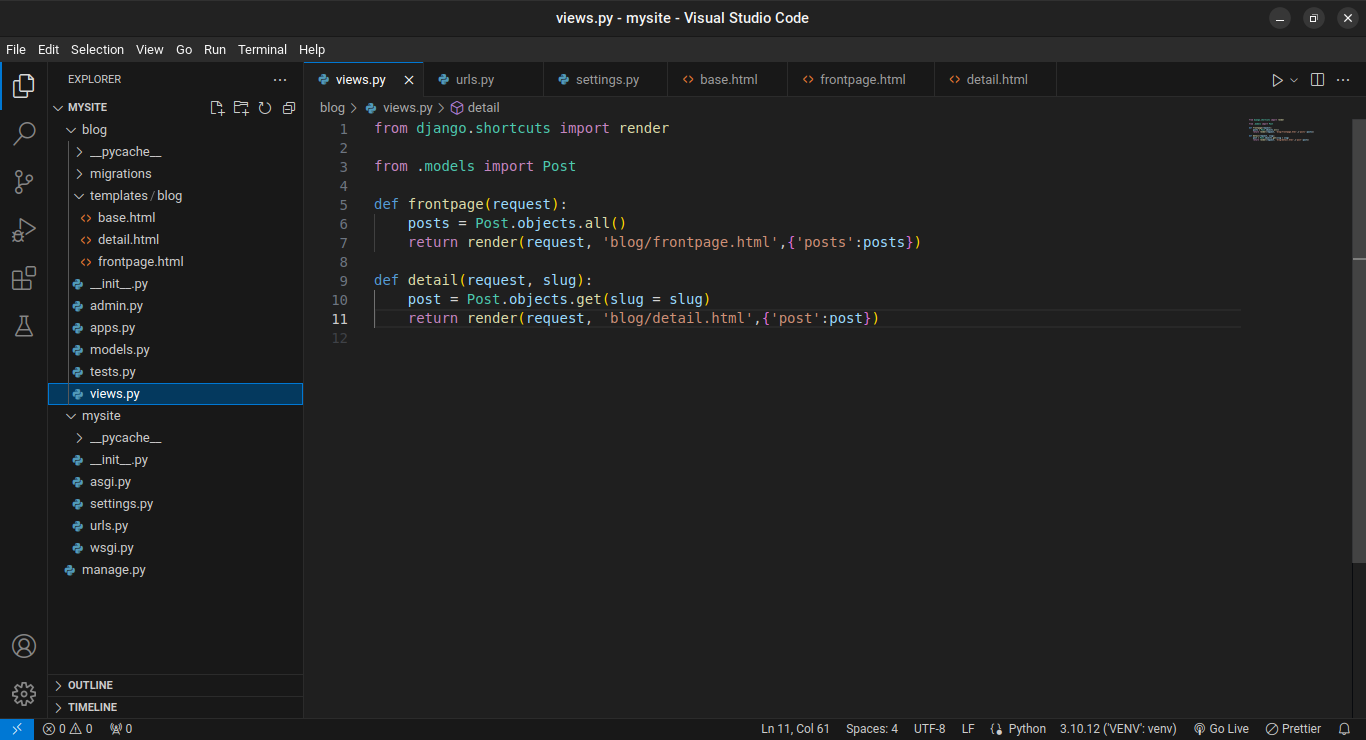 views.py - mysite - Visual Studio Code
File Edit Selection View Go Run Terminal Help
EXPLORER
MYSITE
blog
__pycache__
migrations
templates / blog
base.html
detail.html
frontpage.html
__init__.py
admin.py
apps.py
models.py
tests.py
views.py
mysite
__pycache__
__init__.py
asgi.py
settings.py
urls.py
wsgi.py
manage.py
OUTLINE
TIMELINE
views.py urls.py settings.py base.html frontpage.html detail.html
blog > views.py > detail
1 from django.shortcuts import render
2
3 from .models import Post
4
5 def frontpage(request):
6     posts = Post.objects.all()
7     return render(request, 'blog/frontpage.html',{'posts':posts})
8
9 def detail(request, slug):
10     post = Post.objects.get(slug = slug)
11     return render(request, 'blog/detail.html',{'post':post})
12
0 0 0 Ln 11, Col 61 Spaces: 4 UTF-8 LF Python 3.10.12 ('VENV': venv) Go Live Prettier